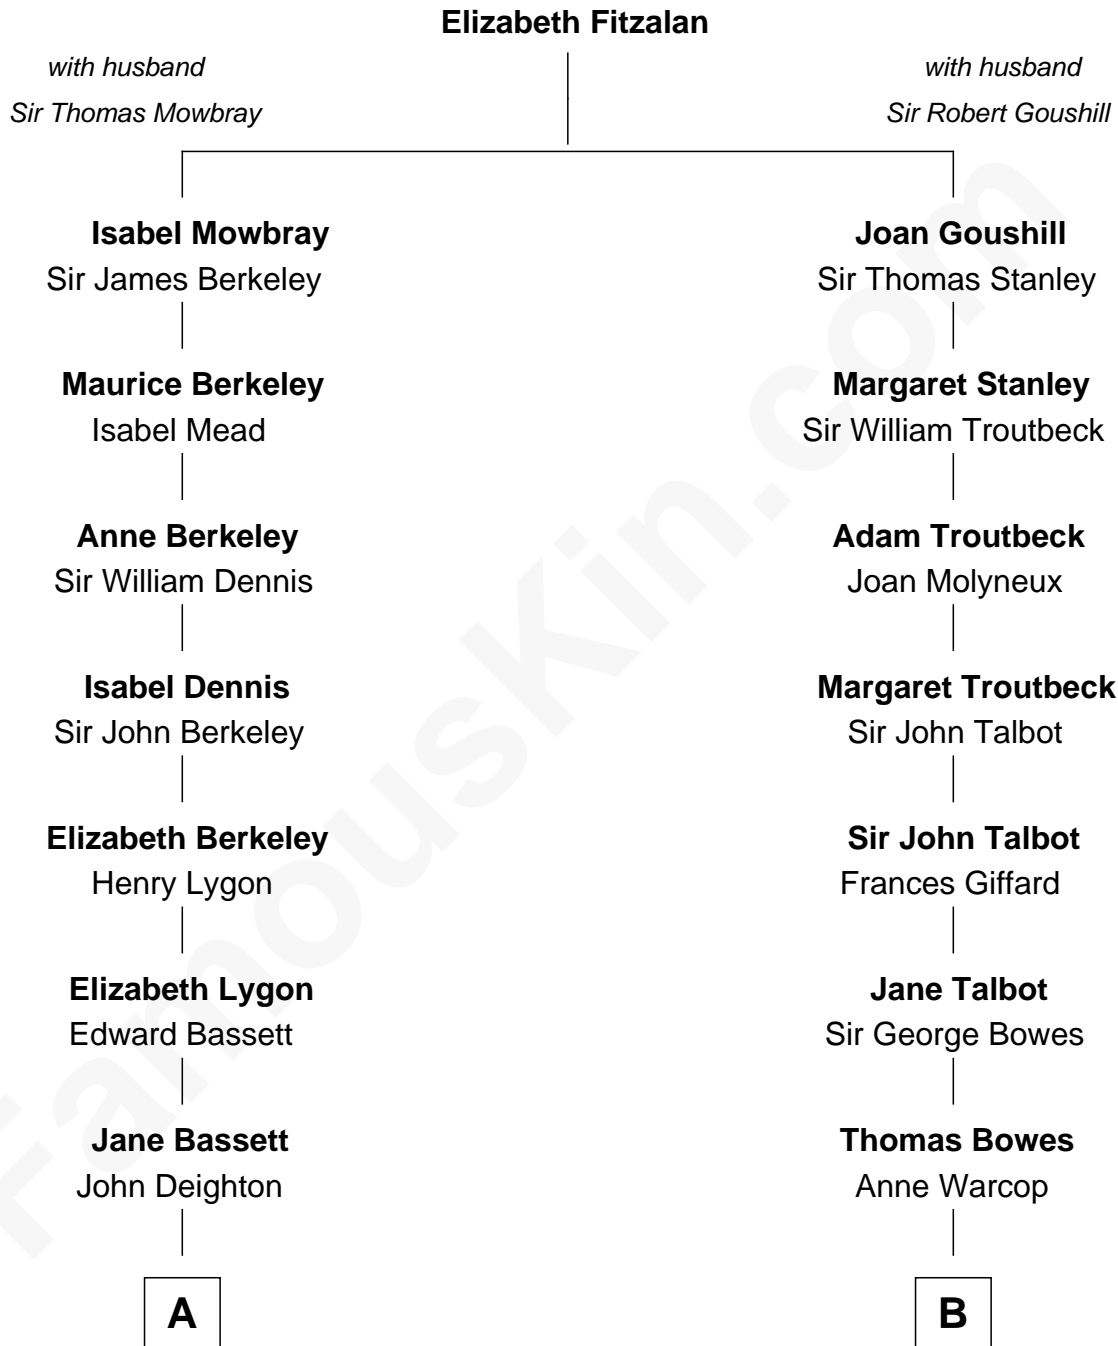 Elizabeth Fitzalan
with husband
Sir Thomas Mowbray
with husband
Sir Robert Goushill
Isabel Mowbray
Sir James Berkeley
Maurice Berkeley
Isabel Mead
Anne Berkeley
Sir William Dennis
Isabel Dennis
Sir John Berkeley
Elizabeth Berkeley
Henry Lygon
Elizabeth Lygon
Edward Bassett
Jane Bassett
John Deighton
A
Joan Goushill
Sir Thomas Stanley
Margaret Stanley
Sir William Troutbeck
Adam Troutbeck
Joan Molyneux
Margaret Troutbeck
Sir John Talbot
Sir John Talbot
Frances Giffard
Jane Talbot
Sir George Bowes
Thomas Bowes
Anne Warcop
B
FamousKin.com